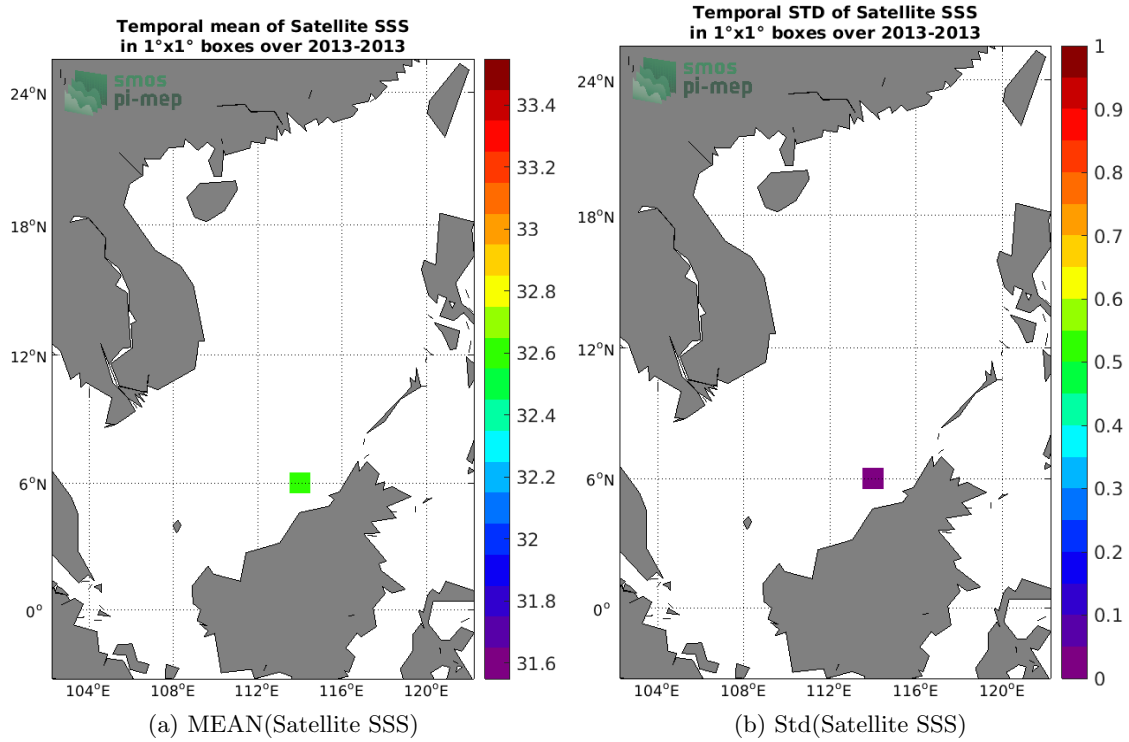 Temporal mean of Satellite SSS
in 1°x1° boxes over 2013-2013
smos
pi-mep
24°N
18°N
12°N
6°N
0°
104°E
108°E
112°E
116°E
120°E
33.4
33.2
33
32.8
32.6
32.4
32.2
32
31.8
31.6
(a) MEAN(Satellite SSS)
Temporal STD of Satellite SSS
in 1°x1° boxes over 2013-2013
smos
pi-mep
24°N
18°N
12°N
6°N
0°
104°E
108°E
112°E
116°E
120°E
1
0.9
0.8
0.7
0.6
0.5
0.4
0.3
0.2
0.1
0
(b) Std(Satellite SSS)